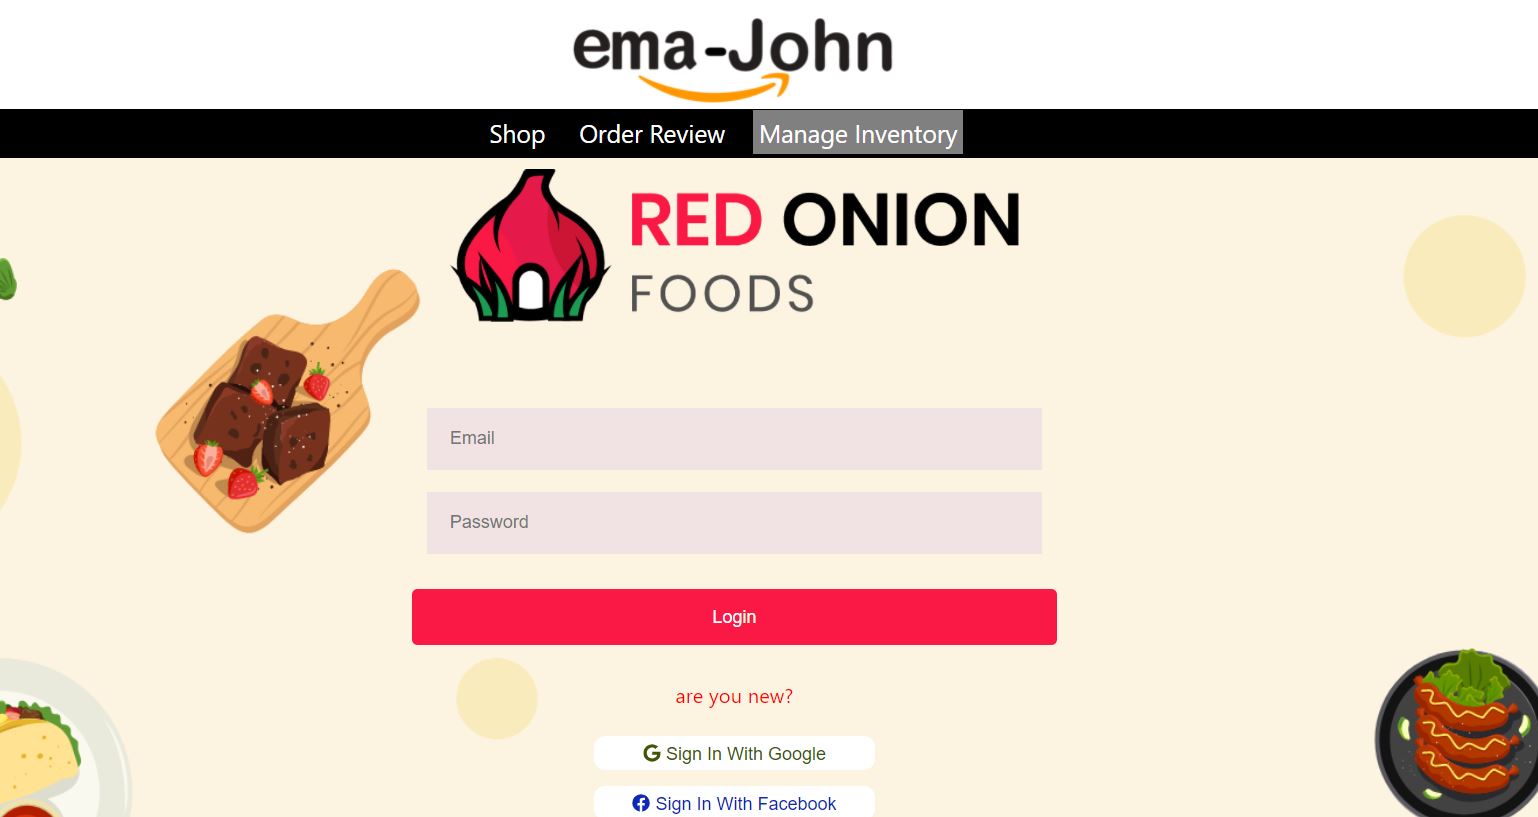 ema-John
Shop Order Review Manage Inventory
RED ONION
FOODS
Email
Password
Login
are you new?
Sign In With Google
Sign In With Facebook